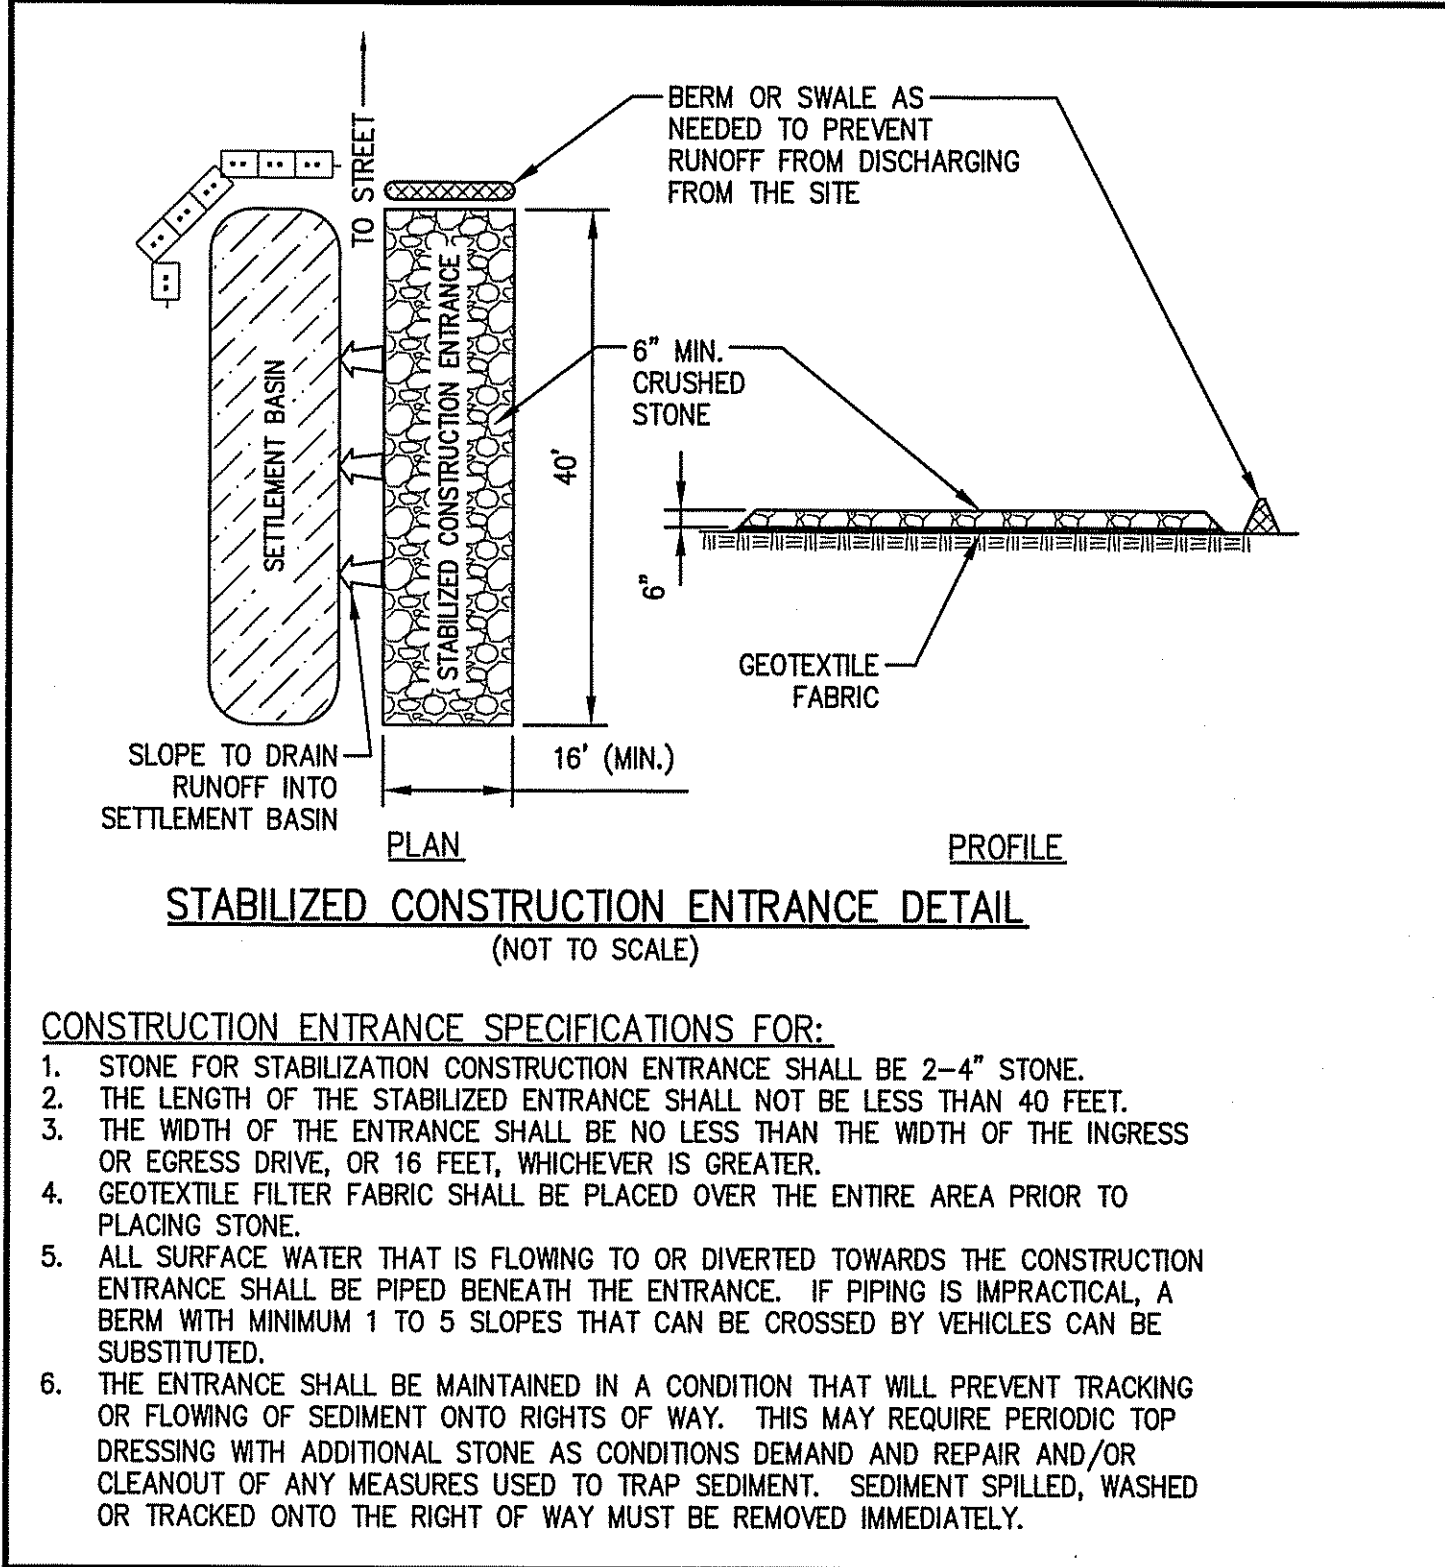 TO STREET
BERM OR SWALE AS
NEEDED TO PREVENT
RUNOFF FROM DISCHARGING
FROM THE SITE
SETTLEMENT BASIN
STABILIZED CONSTRUCTION ENTRANCE
6" MIN.
CRUSHED
STONE
40'
6"
GEOTEXTILE
FABRIC
SLOPE TO DRAIN
RUNOFF INTO
SETTLEMENT BASIN
16' (MIN.)
PLAN
PROFILE
STABILIZED CONSTRUCTION ENTRANCE DETAIL
(NOT TO SCALE)
CONSTRUCTION ENTRANCE SPECIFICATIONS FOR:
1. STONE FOR STABILIZATION CONSTRUCTION ENTRANCE SHALL BE 2-4" STONE.
2. THE LENGTH OF THE STABILIZED ENTRANCE SHALL NOT BE LESS THAN 40 FEET.
3. THE WIDTH OF THE ENTRANCE SHALL BE NO LESS THAN THE WIDTH OF THE INGRESS
OR EGRESS DRIVE, OR 16 FEET, WHICHEVER IS GREATER.
4. GEOTEXTILE FILTER FABRIC SHALL BE PLACED OVER THE ENTIRE AREA PRIOR TO
PLACING STONE.
5. ALL SURFACE WATER THAT IS FLOWING TO OR DIVERTED TOWARDS THE CONSTRUCTION
ENTRANCE SHALL BE PIPED BENEATH THE ENTRANCE. IF PIPING IS IMPRACTICAL, A
BERM WITH MINIMUM 1 TO 5 SLOPES THAT CAN BE CROSSED BY VEHICLES CAN BE
SUBSTITUTED.
6. THE ENTRANCE SHALL BE MAINTAINED IN A CONDITION THAT WILL PREVENT TRACKING
OR FLOWING OF SEDIMENT ONTO RIGHTS OF WAY. THIS MAY REQUIRE PERIODIC TOP
DRESSING WITH ADDITIONAL STONE AS CONDITIONS DEMAND AND REPAIR AND/OR
CLEANOUT OF ANY MEASURES USED TO TRAP SEDIMENT. SEDIMENT SPILLED, WASHED
OR TRACKED ONTO THE RIGHT OF WAY MUST BE REMOVED IMMEDIATELY.